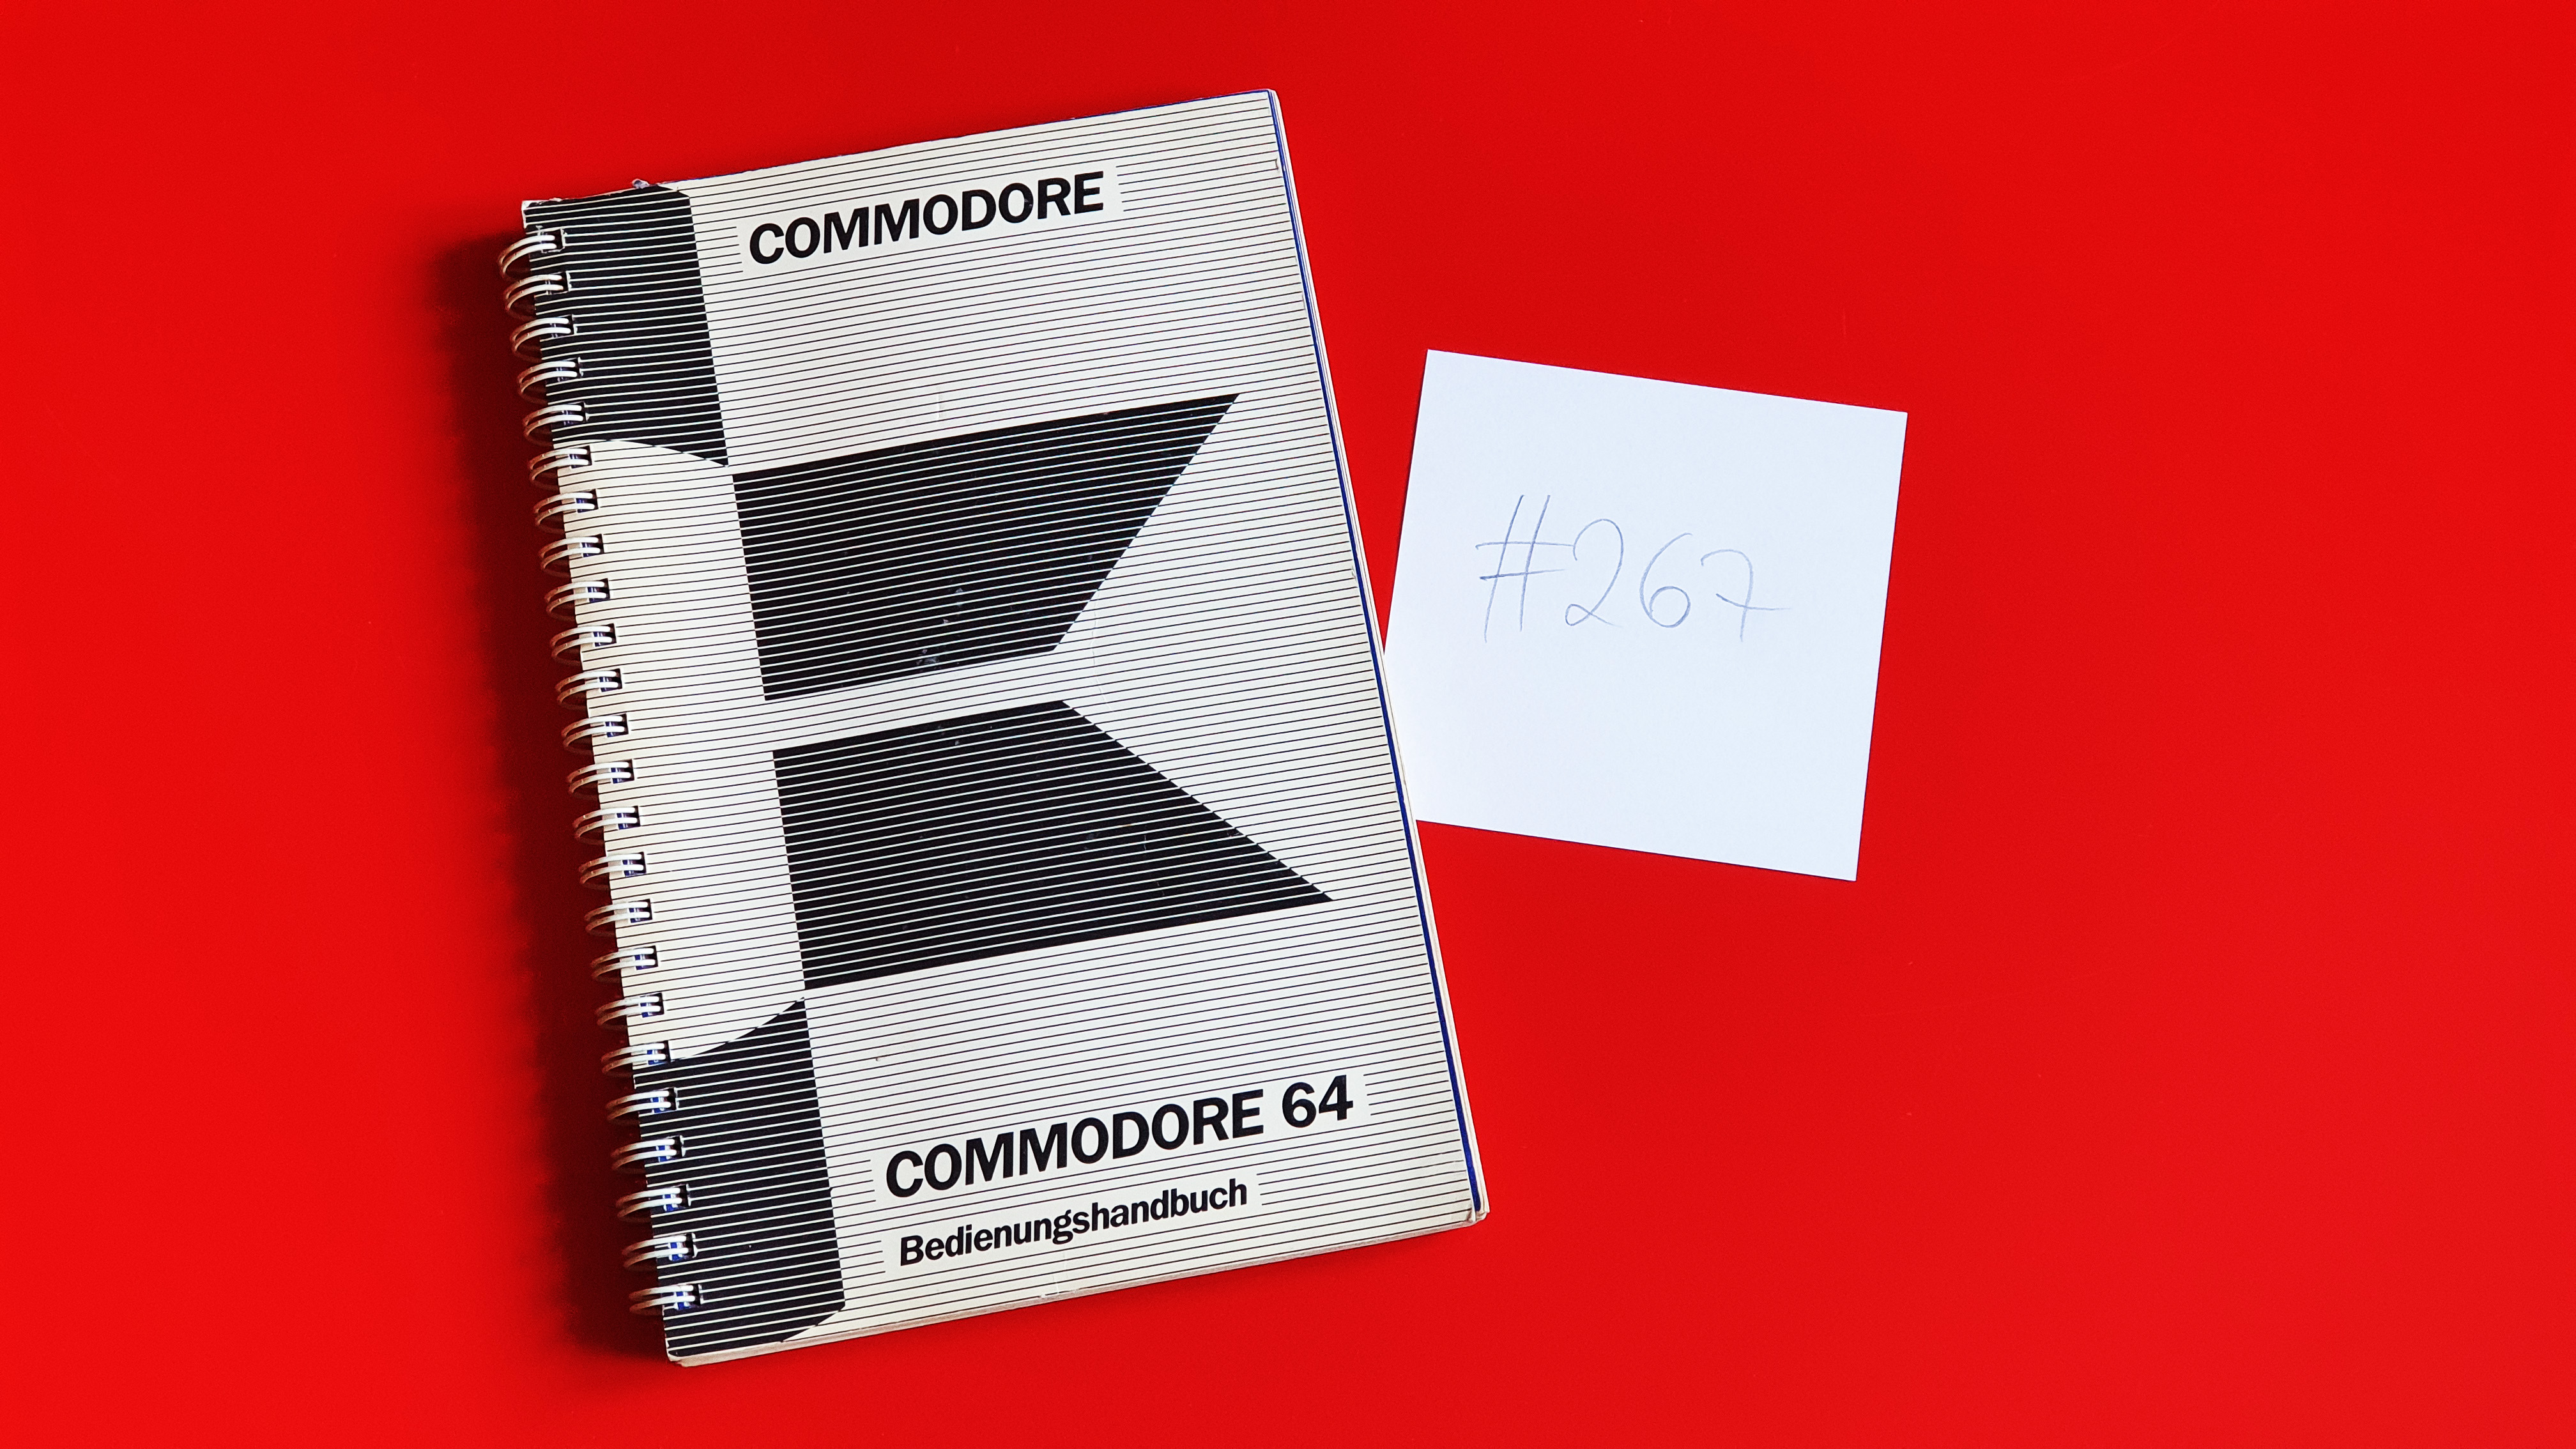 COMMODORE
#267
COMMODORE 64
Bedienungshandbuch